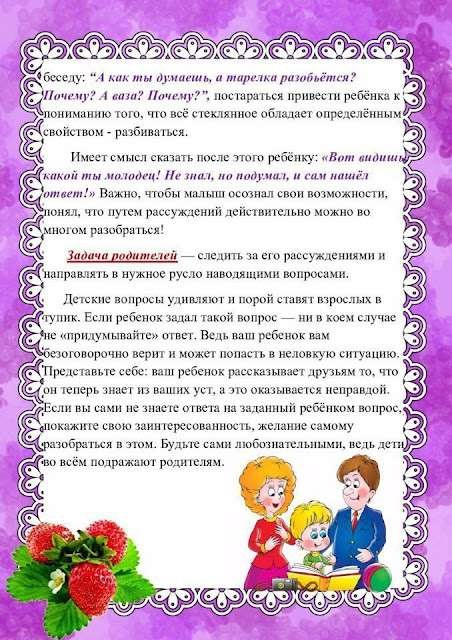 беседу: “А как ты думаешь, а тарелка разобьётся?
Почему? А ваза? Почему?”, постараться привести ребёнка к
пониманию того, что всё стеклянное обладает определённым
свойством - разбиваться.
Имеет смысл сказать после этого ребёнку: «Вот видишь
какой ты молодец! Не знал, но подумал, и сам нашёл
ответ!» Важно, чтобы малыш осознал свои возможности,
понял, что путем рассуждений действительно можно во
многом разобраться!
Задача родителей — следить за его рассуждениями и
направлять в нужное русло наводящими вопросами.
Детские вопросы удивляют и порой ставят взрослых в
тупик. Если ребенок задал такой вопрос — ни в коем случае
не «придумывайте» ответ. Ведь ваш ребенок вам
безоговорочно верит и может попасть в неловкую ситуацию.
Представьте себе: ваш ребенок рассказывает друзьям то, что
он теперь знает из ваших уст, а это оказывается неправдой.
Если вы сами не знаете ответа на заданный ребёнком вопрос,
покажите свою заинтересованность, желание самому
разобраться в этом. Будьте сами любознательными, ведь дети
во всём подражают родителям.